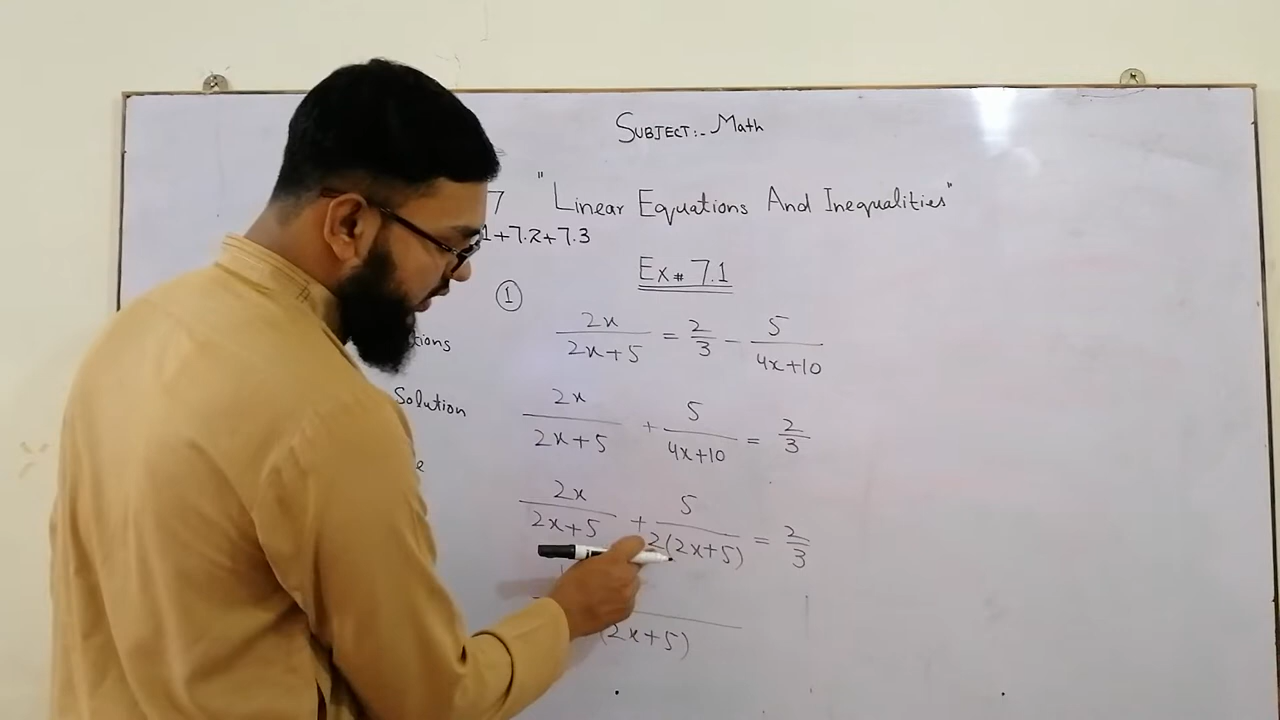 SUBJECT:- Math
7 "Linear Equations And Inequalities"
1+7.2+7.3
Ex# 7.1
①
2x/(2x+5) = 2/3 - 5/(4x+10)
Solution
2x/(2x+5) + 5/(4x+10) = 2/3
2x/(2x+5) + 5/(2(2x+5)) = 2/3
(2x+5)